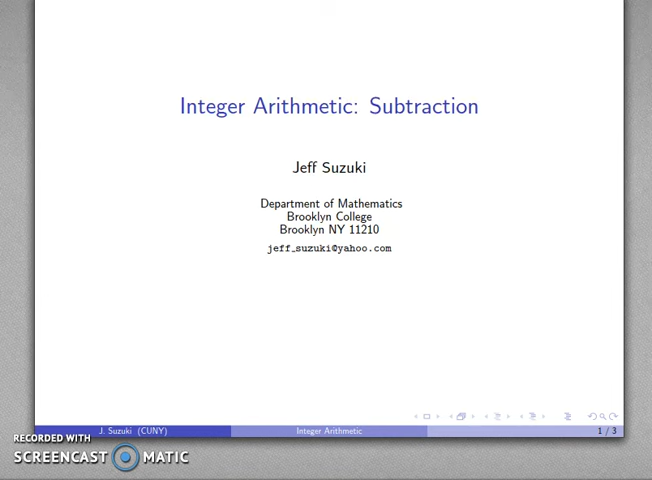 Integer Arithmetic: Subtraction
Jeff Suzuki
Department of Mathematics
Brooklyn College
Brooklyn NY 11210
jeff_suzuki@yahoo.com
J. Suzuki (CUNY)
Integer Arithmetic
1 / 3
RECORDED WITH
SCREENCAST MATIC